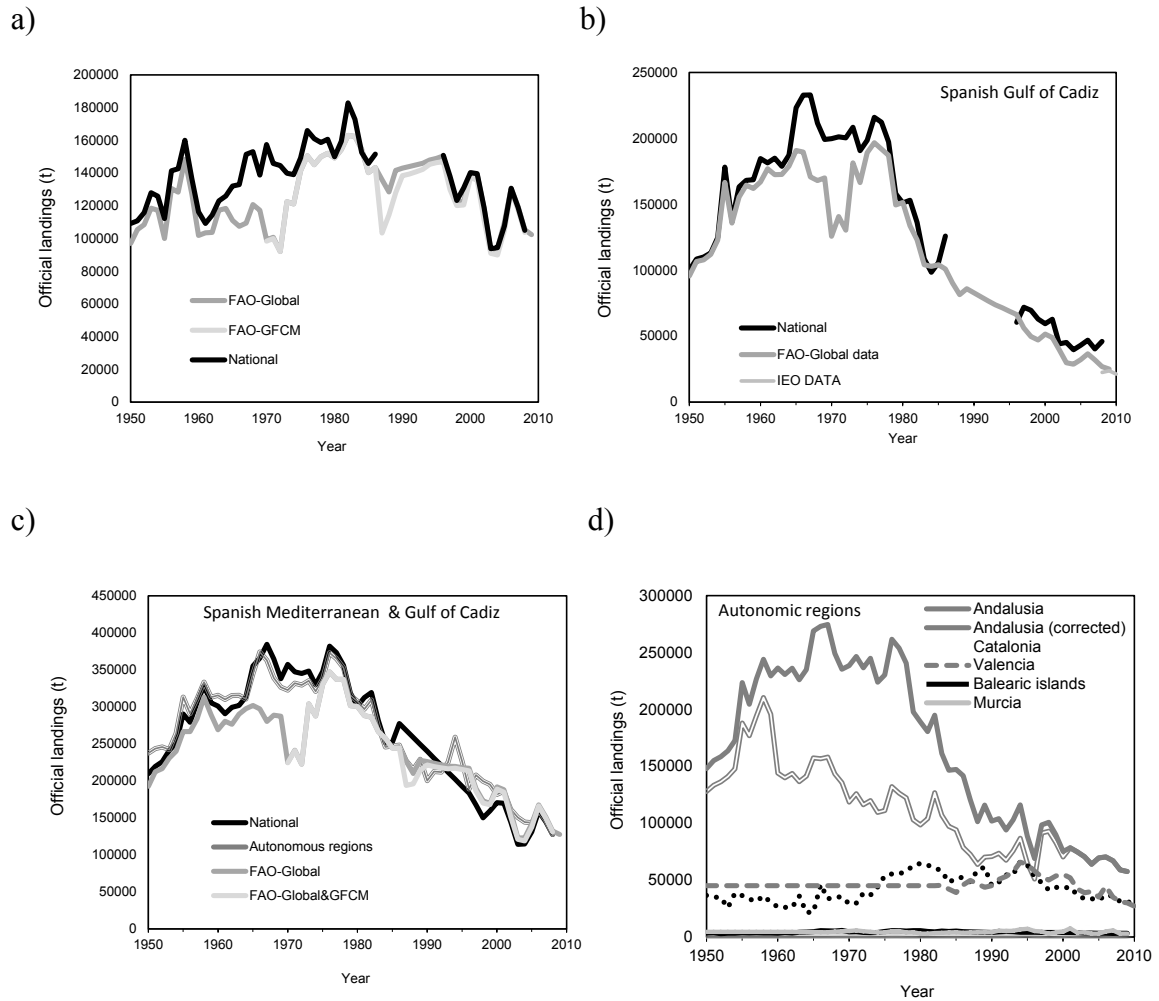 a)
200000
180000
160000
140000
120000
100000
80000
60000
40000
20000
0
Official landings (t)
FAO-Global
FAO-GFCM
National
1950 1960 1970 1980 1990 2000 2010
Year
b)
250000
200000
150000
100000
50000
0
Official landings (t)
Spanish Gulf of Cadiz
National
FAO-Global data
IEO DATA
1950 1960 1970 1980 1990 2000 2010
Year
c)
450000
400000
350000
300000
250000
200000
150000
100000
50000
0
Official landings (t)
Spanish Mediterranean & Gulf of Cadiz
National
Autonomous regions
FAO-Global
FAO-Global&GFCM
1950 1960 1970 1980 1990 2000 2010
Year
d)
300000
250000
200000
150000
100000
50000
0
Official landings (t)
Autonomic regions
Andalusia
Andalusia (corrected)
Catalonia
Valencia
Balearic islands
Murcia
1950 1960 1970 1980 1990 2000 2010
Year